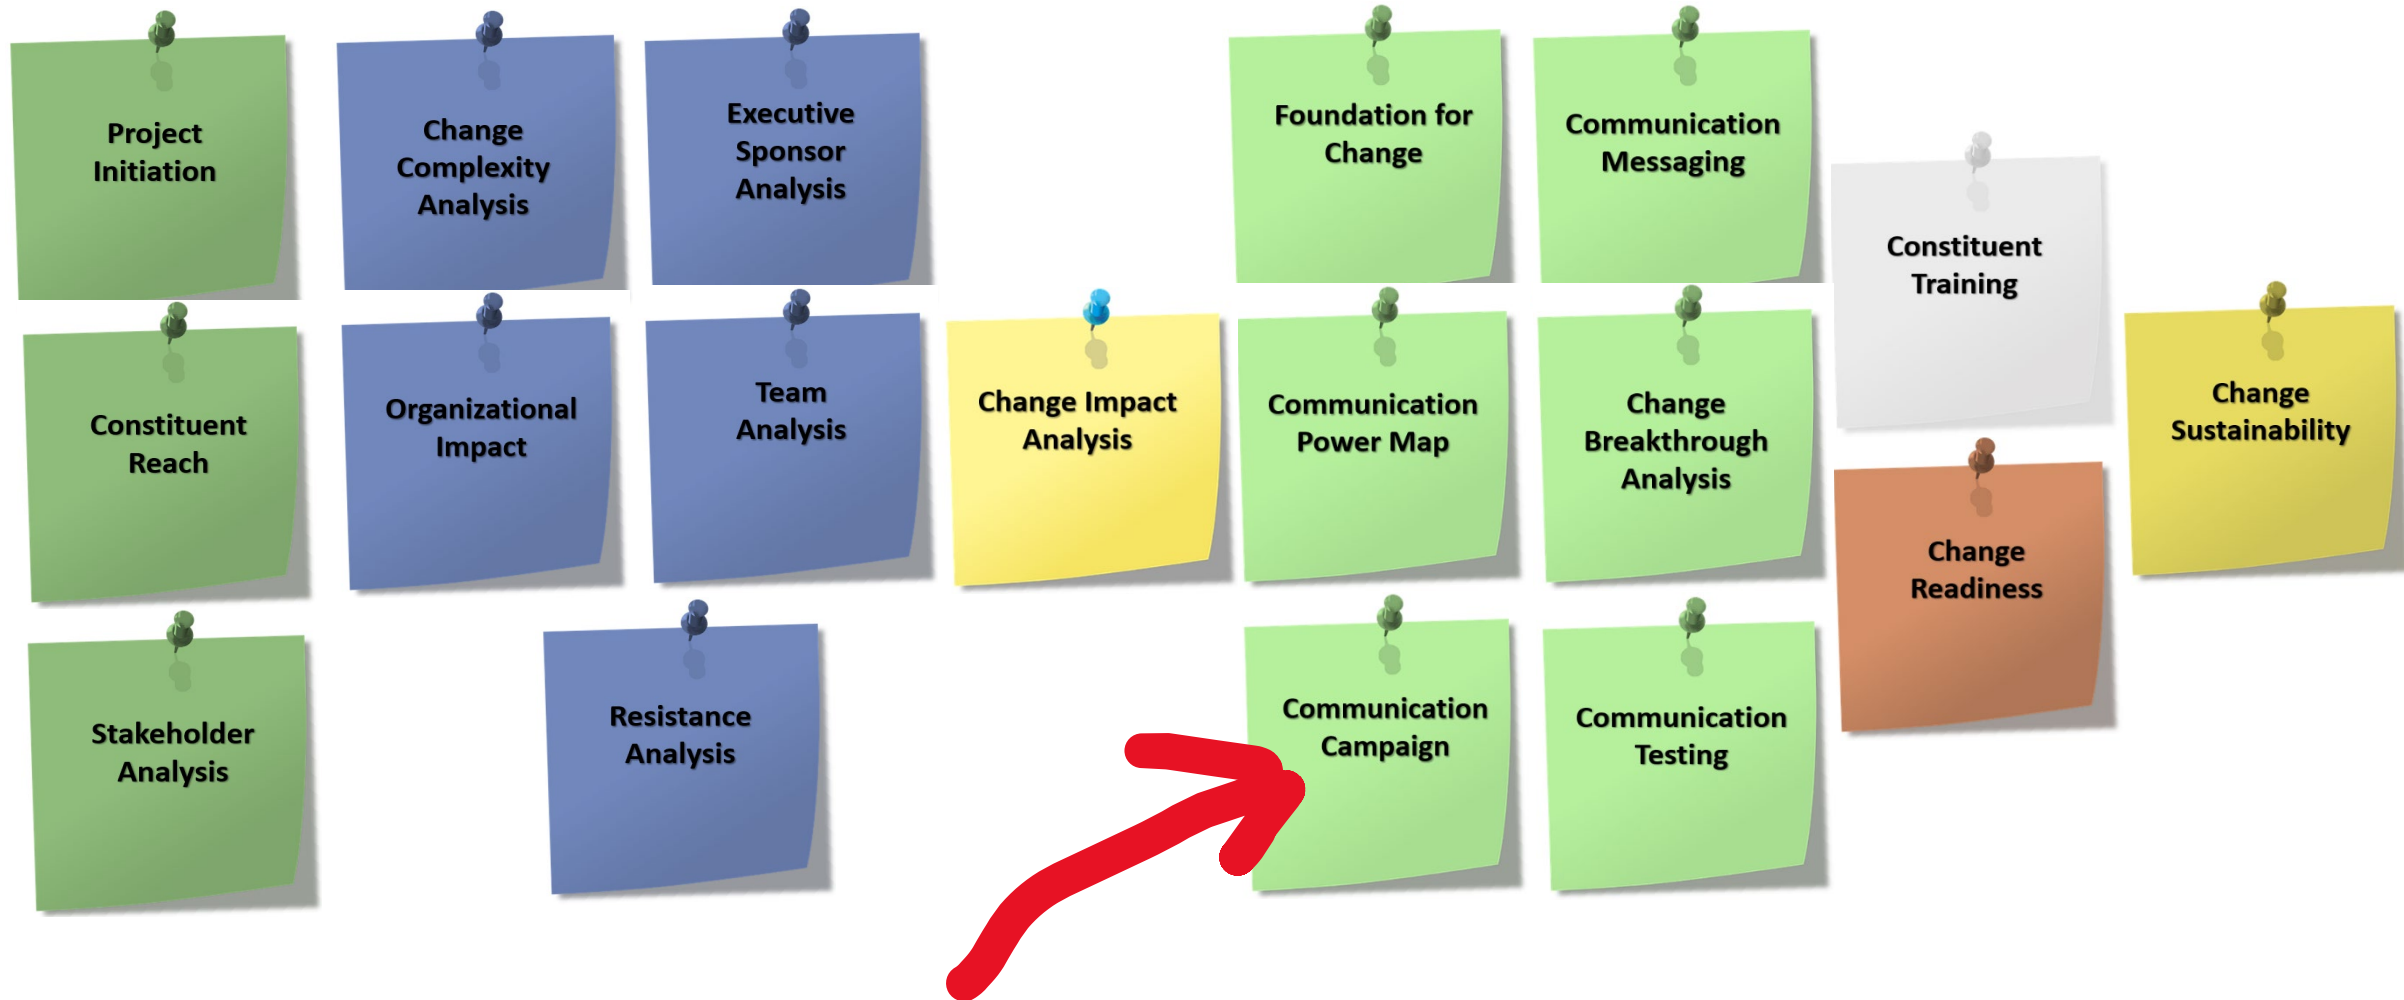 Project
Initiation
Change
Complexity
Analysis
Executive
Sponsor
Analysis
Foundation for
Change
Communication
Messaging
Constituent
Training
Constituent
Reach
Organizational
Impact
Team
Analysis
Change Impact
Analysis
Communication
Power Map
Change
Breakthrough
Analysis
Change
Readiness
Change
Sustainability
Stakeholder
Analysis
Resistance
Analysis
Communication
Campaign
Communication
Testing